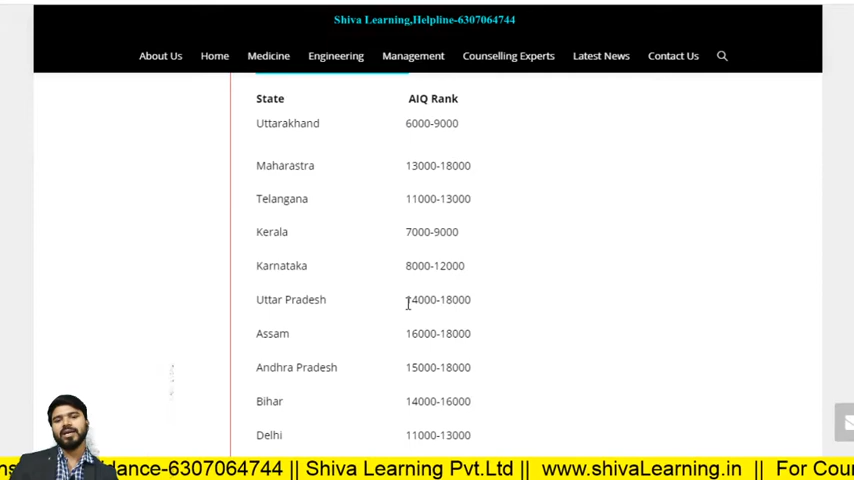 Shiva Learning,Helpline-6307064744
About Us Home Medicine Engineering Management Counselling Experts Latest News Contact Us
State AIQ Rank
Uttarakhand 6000-9000
Maharastra 13000-18000
Telangana 11000-13000
Kerala 7000-9000
Karnataka 8000-12000
Uttar Pradesh 14000-18000
Assam 16000-18000
Andhra Pradesh 15000-18000
Bihar 14000-16000
Delhi 11000-13000
dance-6307064744 || Shiva Learning Pvt.Ltd || www.shivaLearning.in || For Cour